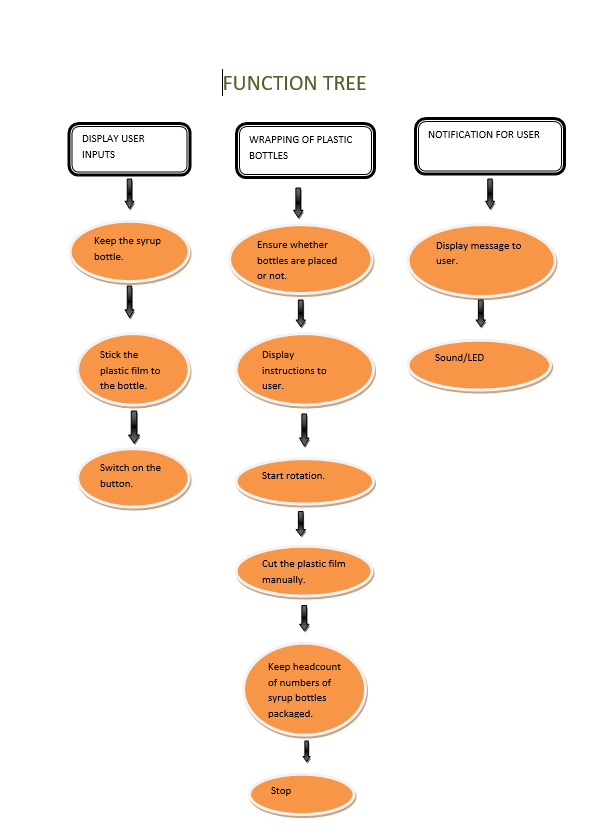 FUNCTION TREE
DISPLAY USER
INPUTS
Keep the syrup
bottle.
Stick the
plastic film to
the bottle.
Switch on the
button.
WRAPPING OF PLASTIC
BOTTLES
Ensure whether
bottles are placed
or not.
Display
instructions to
user.
Start rotation.
Cut the plastic film
manually.
Keep headcount
of numbers of
syrup bottles
packaged.
Stop
NOTIFICATION FOR USER
Display message to
user.
Sound/LED